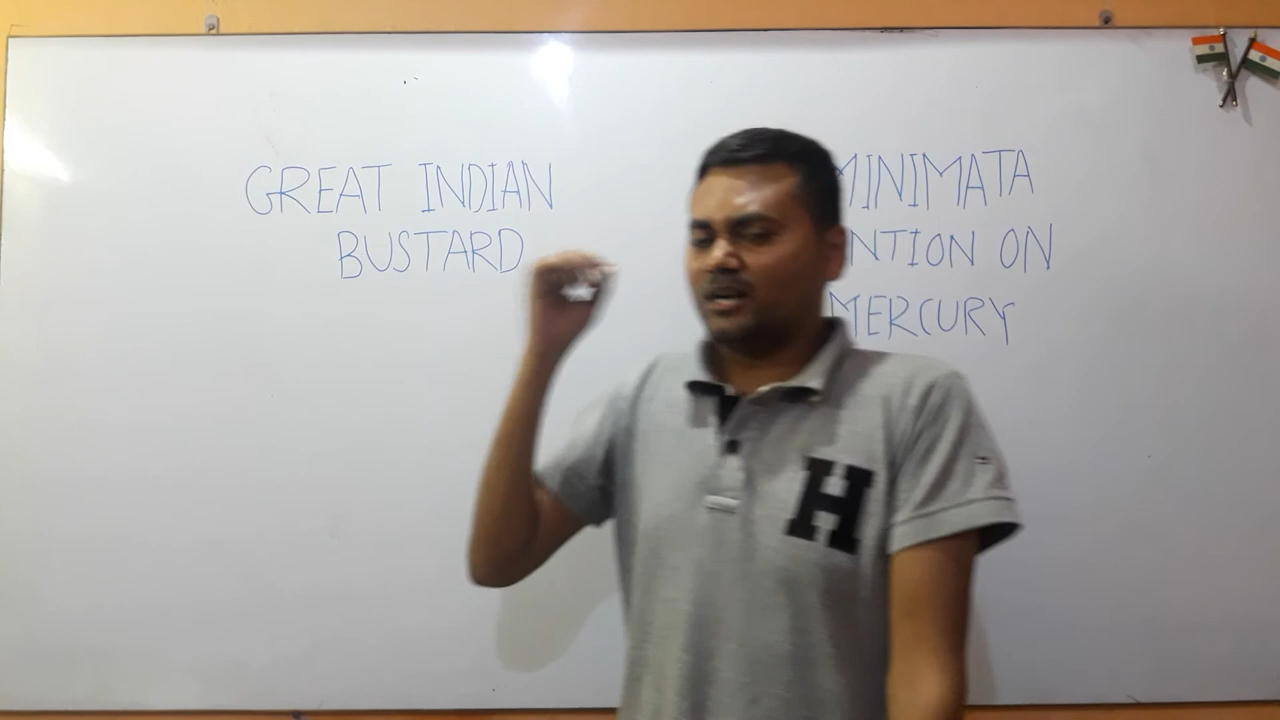 GREAT INDIAN
BUSTARD
MINIMATA
NTION ON
MERCURY
H